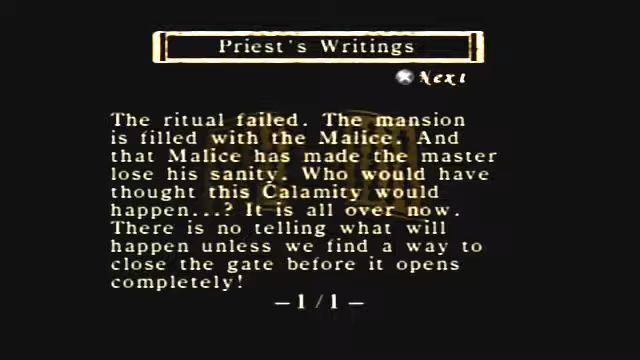 Priest's Writings
Next
The ritual failed. The mansion
is filled with the Malice. And
that Malice has made the master
lose his sanity. Who would have
thought this Calamity would
happen...? It is all over now.
There is no telling what will
happen unless we find a way to
close the gate before it opens
completely!
—1/1—